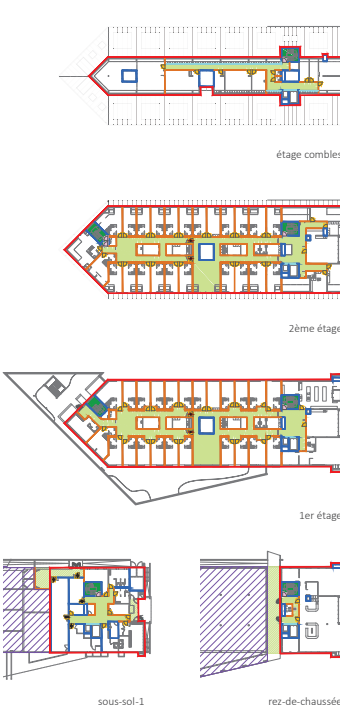 étage combles
2ème étage
1er étage
sous-sol-1
rez-de-chaussée